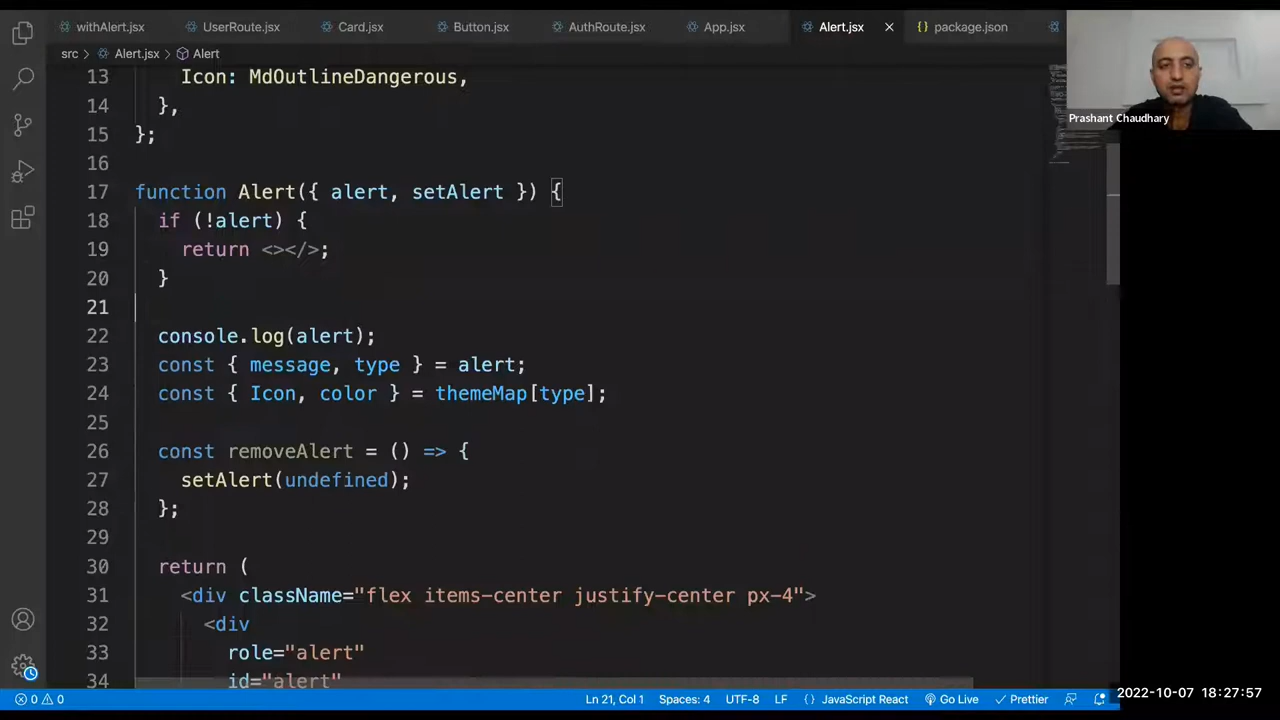 withAlert.jsx UserRoute.jsx Card.jsx Button.jsx AuthRoute.jsx App.jsx Alert.jsx package.json
src Alert.jsx Alert
Prashant Chaudhary
13 Icon: MdOutlineDangerous,
14 },
15 };
16
17 function Alert({ alert, setAlert }) {
18 if (!alert) {
19 return <></>;
20 }
21
22 console.log(alert);
23 const { message, type } = alert;
24 const { Icon, color } = themeMap[type];
25
26 const removeAlert = () => {
27 setAlert(undefined);
28 };
29
30 return (
31 <div className="flex items-center justify-center px-4">
32 <div
33 role="alert"
34 id="alert"
0 0 Ln 21, Col 1 Spaces: 4 UTF-8 LF {} JavaScript React Go Live Prettier
2022-10-07 18:27:57